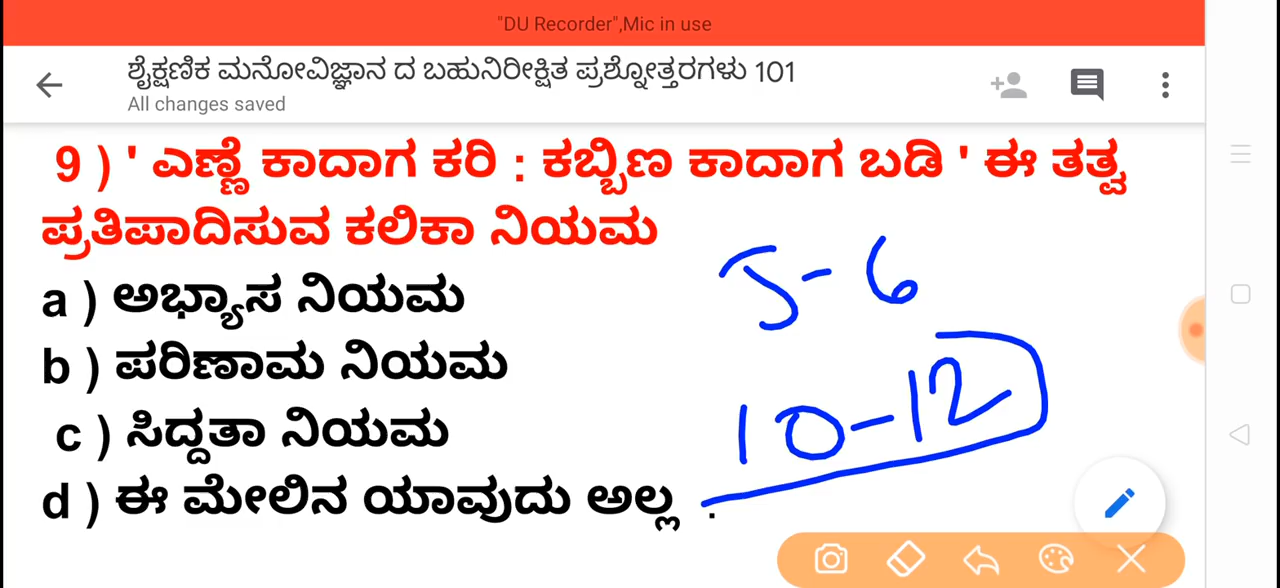 "DU Recorder",Mic in use
ಶೈಕ್ಷಣಿಕ ಮನೋವಿಜ್ಞಾನ ದ ಬಹುನಿರೀಕ್ಷಿತ ಪ್ರಶ್ನೋತ್ತರಗಳು 101
All changes saved
9 ) ' ಎಣ್ಣೆ ಕಾದಾಗ ಕರಿ : ಕಬ್ಬಿಣ ಕಾದಾಗ ಬಡಿ ' ಈ ತತ್ವ
ಪ್ರತಿಪಾದಿಸುವ ಕಲಿಕಾ ನಿಯಮ
a ) ಅಭ್ಯಾಸ ನಿಯಮ
b ) ಪರಿಣಾಮ ನಿಯಮ
c ) ಸಿದ್ದತಾ ನಿಯಮ
d ) ಈ ಮೇಲಿನ ಯಾವುದು ಅಲ್ಲ .
5-6
10-12